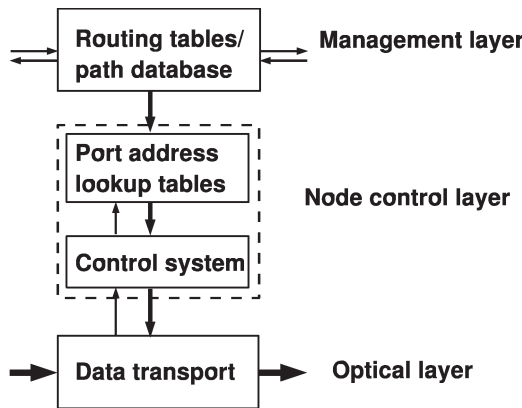 Routing tables/
path database
Management layer
Port address
lookup tables
Node control layer
Control system
Data transport
Optical layer